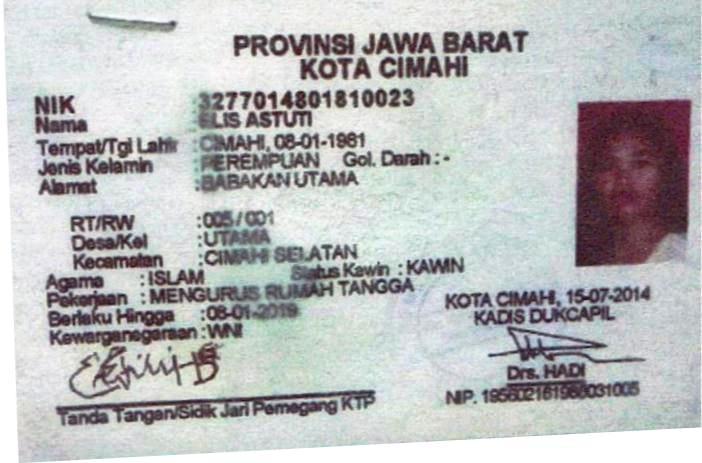 PROVINSI JAWA BARAT
KOTA CIMAHI
NIK : 3277014801810023
Nama : ELIS ASTUTI
Tempat/Tgl Lahir : CIMAHI, 08-01-1981
Jenis Kelamin : PEREMPUAN Gol. Darah : -
Alamat : BABAKAN UTAMA
RT/RW : 005 / 001
Desa/Kel : UTAMA
Kecamatan : CIMAHI SELATAN
Agama : ISLAM Status Kawin : KAWIN
Pekerjaan : MENGURUS RUMAH TANGGA
Berlaku Hingga : 08-01-2019
Kewarganegaraan : WNI
Tanda Tangan/Sidik Jari Pemegang KTP
KOTA CIMAHI, 15-07-2014
KADIS DUKCAPIL
Drs. HADI
NIP.